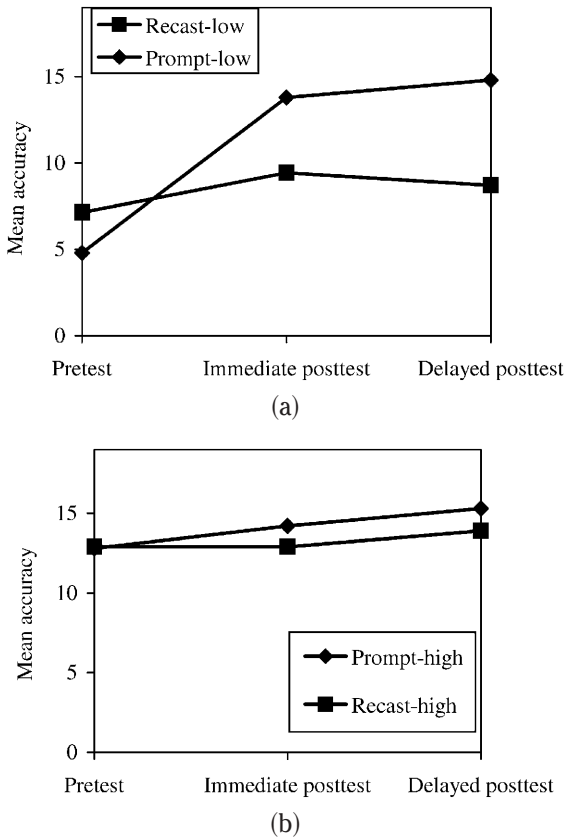 Recast-low
Prompt-low
15
10
5
0
Mean accuracy
Pretest Immediate posttest Delayed posttest
(a)
15
10
5
0
Mean accuracy
Prompt-high
Recast-high
Pretest Immediate posttest Delayed posttest
(b)